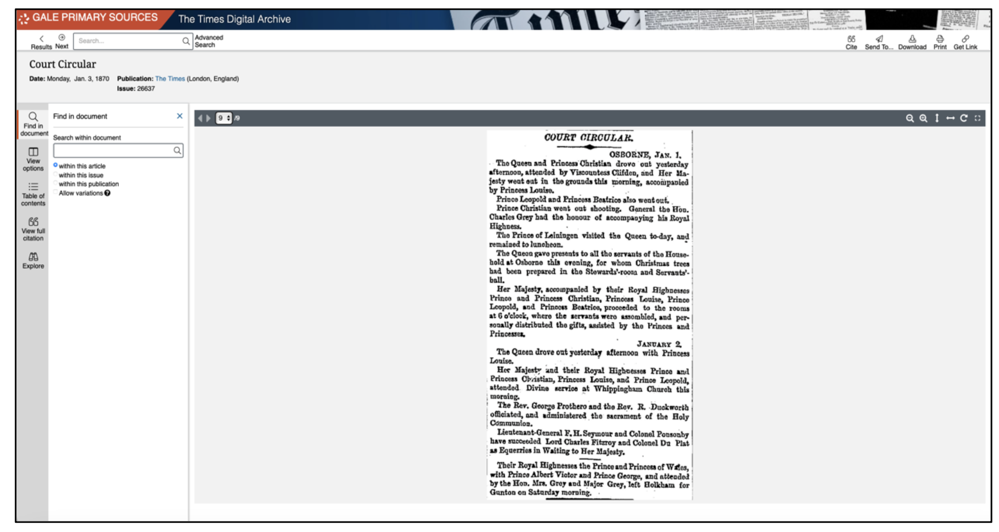 GALE PRIMARY SOURCES
The Times Digital Archive
Results Next
Search...
Advanced
Search
Cite Send To... Download Print Get Link
Court Circular
Date: Monday, Jan. 3, 1870 Publication: The Times (London, England)
Issue: 26637
Find in
document
View
options
Table of
contents
View full
citation
Explore
Find in document
Search within document
within this article
within this issue
within this publication
Allow variations
9 /9
COURT CIRCULAR.
OSBORNE, JAN. 1.
The Queen and Princess Christian drove out yesterday
afternoon, attended by Viscountess Clifden, and Her Ma-
jesty went out in the grounds this morning, accompanied
by Princess Louise.
Prince Leopold and Princess Beatrice also went out.
Prince Christian went out shooting. General the Hon.
Charles Grey had the honour of accompanying his Royal
Highness.
The Prince of Leiningen visited the Queen to-day, and
remained to luncheon.
The Queen gave presents to all the servants of the House-
hold at Osborne this evening, for whom Christmas trees
had been prepared in the Stewards'-room and Servants'-
hall.
Her Majesty, accompanied by their Royal Highnesses
Prince and Princess Christian, Princess Louise, Prince
Leopold, and Princess Beatrice, proceeded to the rooms
at 6 o'clock, where the servants were assembled, and per-
sonally distributed the gifts, assisted by the Princes and
Princesses.
JANUARY 2.
The Queen drove out yesterday afternoon with Princess
Louise.
Her Majesty and their Royal Highnesses Prince and
Princess Christian, Princess Louise, and Prince Leopold,
attended Divine service at Whippingham Church this
morning.
The Rev. George Prothero and the Rev. R. Duckworth
officiated, and administered the sacrament of the Holy
Communion.
Lieutenant-General F. H. Seymour and Colonel Ponsonby
have succeeded Lord Charles Fitzroy and Colonel Du Plat
as Equerries in Waiting to Her Majesty.
Their Royal Highnesses the Prince and Princess of Wales,
with Prince Albert Victor and Prince George, and attended
by the Hon. Mrs. Grey and Major Grey, left Holkham for
Gunton on Saturday morning.